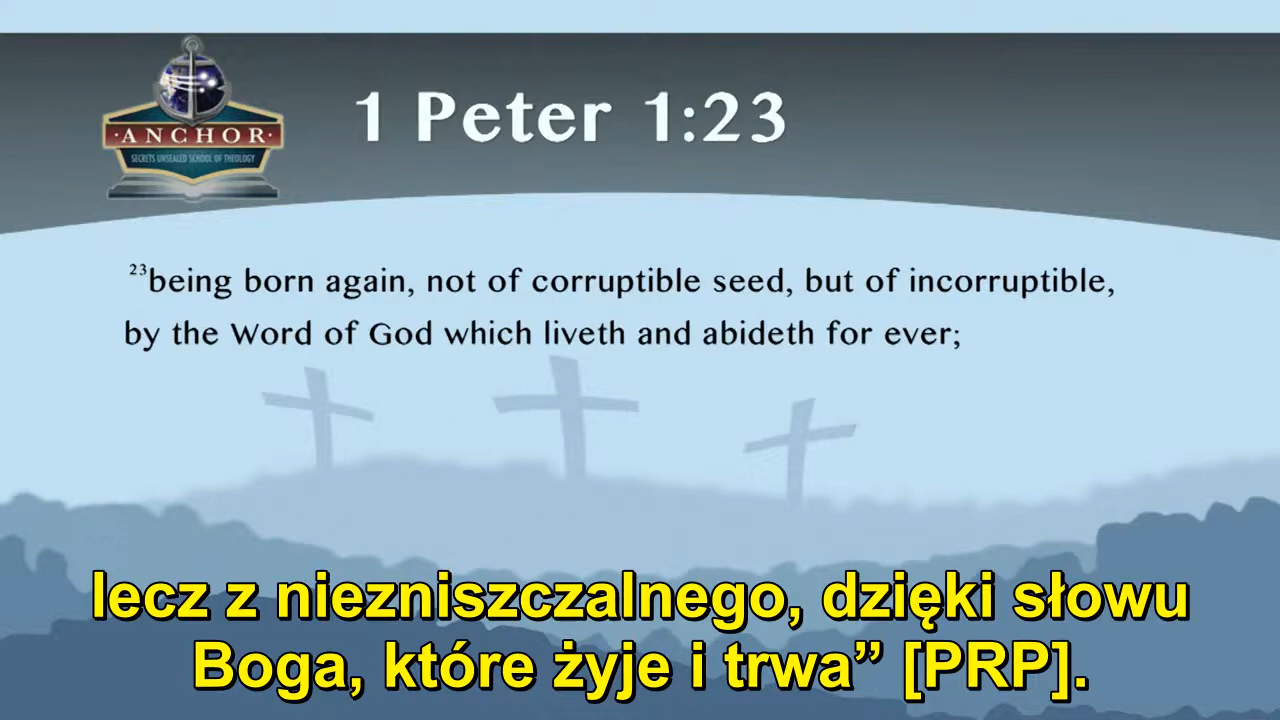 1 Peter 1:23
·ANCHOR·
SECRETS UNSEALED SCHOOL OF THEOLOGY
23being born again, not of corruptible seed, but of incorruptible,
by the Word of God which liveth and abideth for ever;
lecz z niezniszczalnego, dzięki słowu
Boga, które żyje i trwa” [PRP].